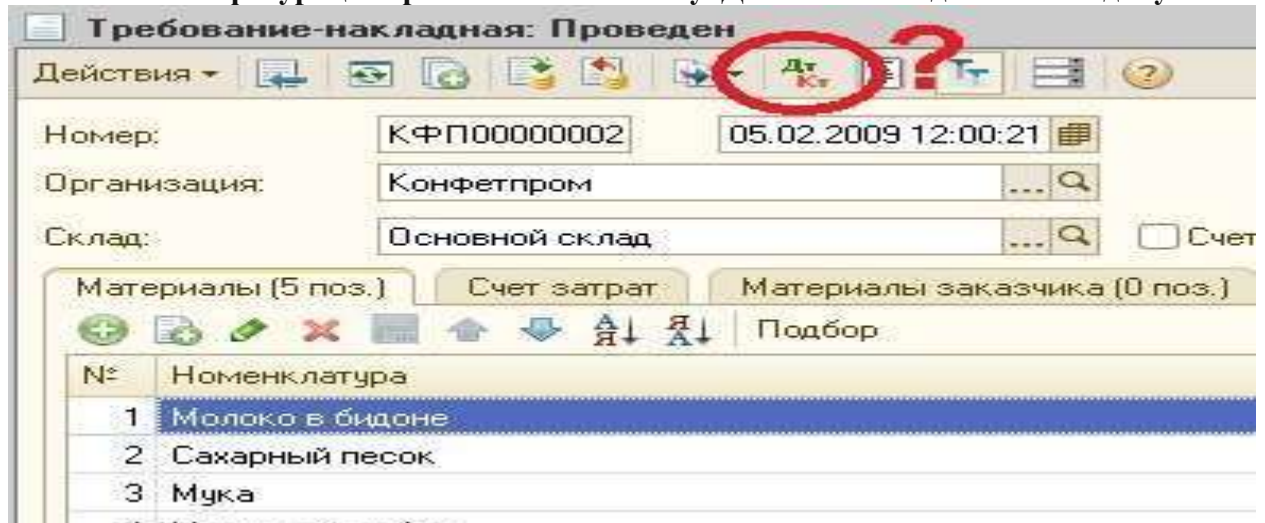 Требование-накладная: Проведен
Действия
Дт
Кт
?
Тт
?
Номер:
КФП00000002
05.02.2009 12:00:21
Организация:
Конфетпром
...
Склад:
Основной склад
...
Счет
Материалы (5 поз.)
Счет затрат
Материалы заказчика (0 поз.)
А
Я
Я
А
Подбор
№
Номенклатура
1
Молоко в бидоне
2
Сахарный песок
3
Мука